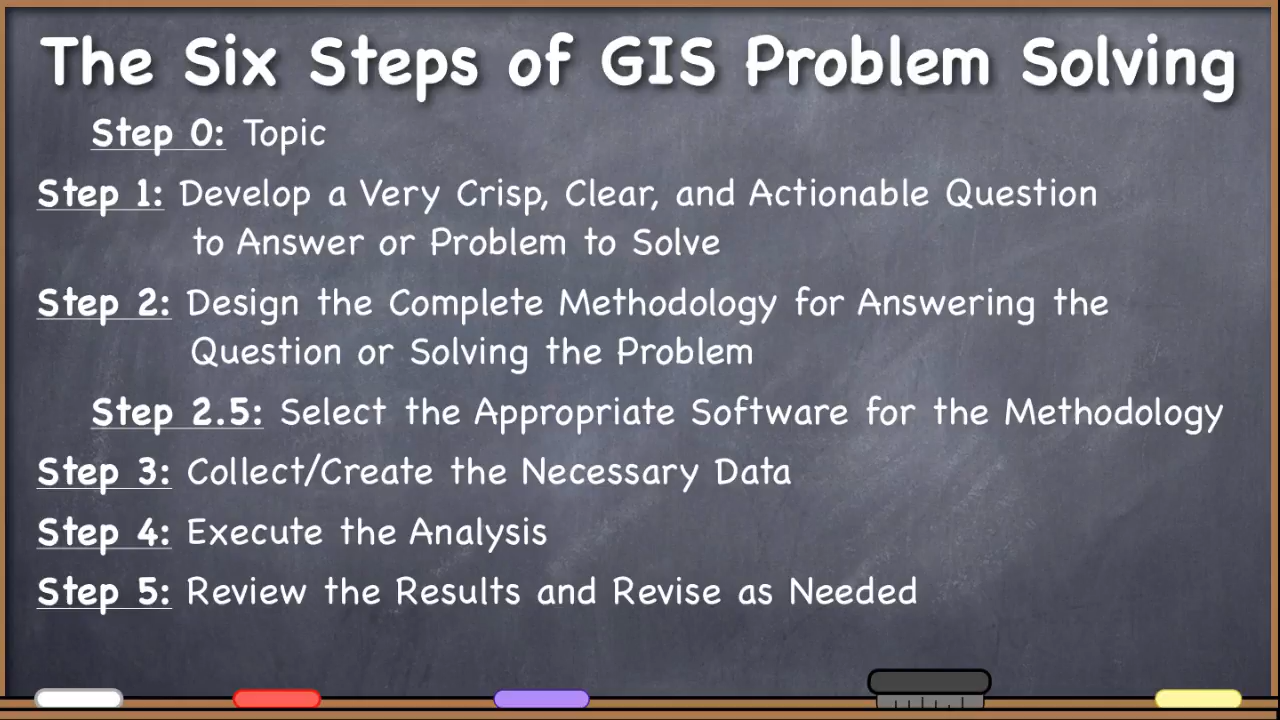 The Six Steps of GIS Problem Solving
Step 0: Topic
Step 1: Develop a Very Crisp, Clear, and Actionable Question
to Answer or Problem to Solve
Step 2: Design the Complete Methodology for Answering the
Question or Solving the Problem
Step 2.5: Select the Appropriate Software for the Methodology
Step 3: Collect/Create the Necessary Data
Step 4: Execute the Analysis
Step 5: Review the Results and Revise as Needed